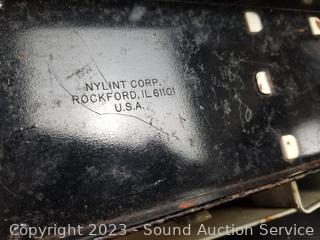 NYLINT CORP.
ROCKFORD, IL 61101
U.S.A.
Copyright 2023 - Sound Auction Service